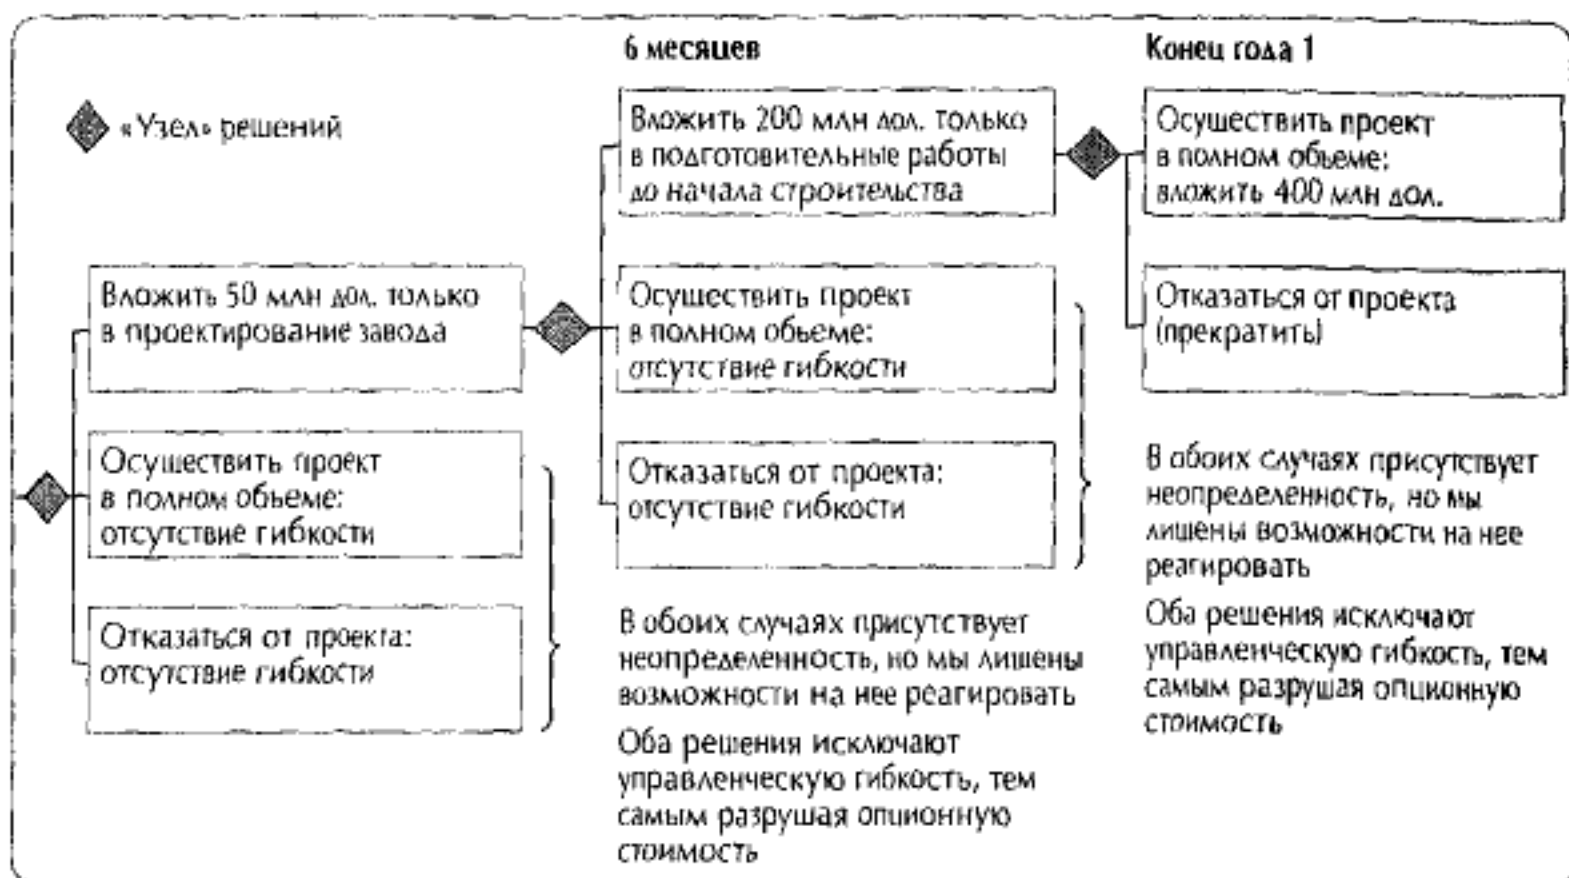 «Узел» решений
Вложить 50 млн дол. только
в проектирование завода
Осуществить проект
в полном объеме:
отсутствие гибкости
Отказаться от проекта:
отсутствие гибкости
6 месяцев
Вложить 200 млн дол. только
в подготовительные работы
до начала строительства
Осуществить проект
в полном объеме:
отсутствие гибкости
Отказаться от проекта:
отсутствие гибкости
В обоих случаях присутствует
неопределенность, но мы лишены
возможности на нее реагировать
Оба решения исключают
управленческую гибкость, тем
самым разрушая опционную
стоимость
Конец года 1
Осуществить проект
в полном объеме:
вложить 400 млн дол.
Отказаться от проекта
(прекратить)
В обоих случаях присутствует
неопределенность, но мы
лишены возможности на нее
реагировать
Оба решения исключают
управленческую гибкость, тем
самым разрушая опционную
стоимость